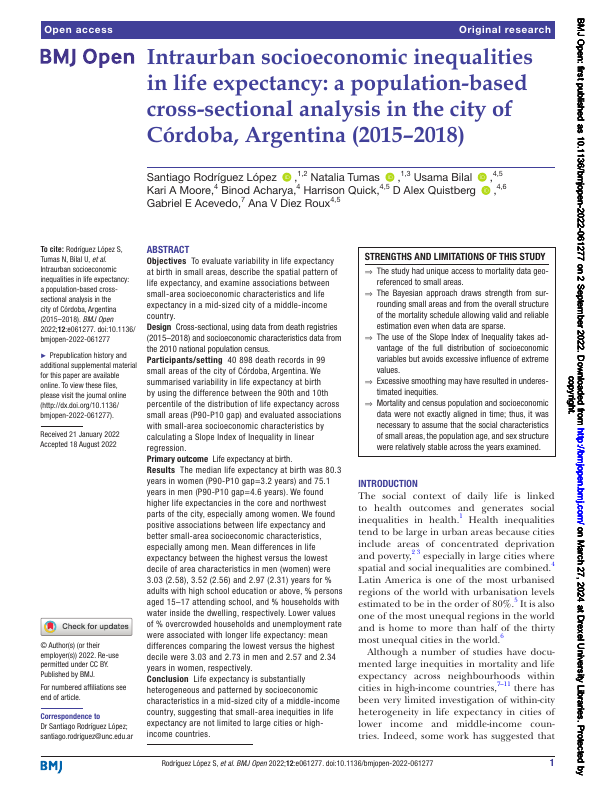 Open access
Original research
BMJ Open
Intraurban socioeconomic inequalities
in life expectancy: a population-based
cross-sectional analysis in the city of
Córdoba, Argentina (2015–2018)
Santiago Rodríguez López ,1,2 Natalia Tumas ,1,3 Usama Bilal ,4,5
Kari A Moore,4 Binod Acharya,4 Harrison Quick,4,5 D Alex Quistberg ,4,6
Gabriel E Acevedo,7 Ana V Diez Roux4,5
To cite: Rodríguez López S,
Tumas N, Bilal U, et al.
Intraurban socioeconomic
inequalities in life expectancy:
a population-based cross-
sectional analysis in the
city of Córdoba, Argentina
(2015–2018). BMJ Open
2022;12:e061277. doi:10.1136/
bmjopen-2022-061277
► Prepublication history and
additional supplemental material
for this paper are available
online. To view these files,
please visit the journal online
(http://dx.doi.org/10.1136/
bmjopen-2022-061277).
Received 21 January 2022
Accepted 18 August 2022
Check for updates
© Author(s) (or their
employer(s)) 2022. Re-use
permitted under CC BY.
Published by BMJ.
For numbered affiliations see
end of article.
Correspondence to
Dr Santiago Rodríguez López;
santiago.rodriguez@unc.edu.ar
ABSTRACT
Objectives To evaluate variability in life expectancy
at birth in small areas, describe the spatial pattern of
life expectancy, and examine associations between
small-area socioeconomic characteristics and life
expectancy in a mid-sized city of a middle-income
country.
Design Cross-sectional, using data from death registries
(2015–2018) and socioeconomic characteristics data from
the 2010 national population census.
Participants/setting 40 898 death records in 99
small areas of the city of Córdoba, Argentina. We
summarised variability in life expectancy at birth
by using the difference between the 90th and 10th
percentile of the distribution of life expectancy across
small areas (P90-P10 gap) and evaluated associations
with small-area socioeconomic characteristics by
calculating a Slope Index of Inequality in linear
regression.
Primary outcome Life expectancy at birth.
Results The median life expectancy at birth was 80.3
years in women (P90-P10 gap=3.2 years) and 75.1
years in men (P90-P10 gap=4.6 years). We found
higher life expectancies in the core and northwest
parts of the city, especially among women. We found
positive associations between life expectancy and
better small-area socioeconomic characteristics,
especially among men. Mean differences in life
expectancy between the highest versus the lowest
decile of area characteristics in men (women) were
3.03 (2.58), 3.52 (2.56) and 2.97 (2.31) years for %
adults with high school education or above, % persons
aged 15–17 attending school, and % households with
water inside the dwelling, respectively. Lower values
of % overcrowded households and unemployment rate
were associated with longer life expectancy: mean
differences comparing the lowest versus the highest
decile were 3.03 and 2.73 in men and 2.57 and 2.34
years in women, respectively.
Conclusion Life expectancy is substantially
heterogeneous and patterned by socioeconomic
characteristics in a mid-sized city of a middle-income
country, suggesting that small-area inequities in life
expectancy are not limited to large cities or high-
income countries.
STRENGTHS AND LIMITATIONS OF THIS STUDY
⇒ The study had unique access to mortality data geo-
referenced to small areas.
⇒ The Bayesian approach draws strength from sur-
rounding small areas and from the overall structure
of the mortality schedule allowing valid and reliable
estimation even when data are sparse.
⇒ The use of the Slope Index of Inequality takes ad-
vantage of the full distribution of socioeconomic
variables but avoids excessive influence of extreme
values.
⇒ Excessive smoothing may have resulted in underes-
timated inequities.
⇒ Mortality and census population and socioeconomic
data were not exactly aligned in time; thus, it was
necessary to assume that the social characteristics
of small areas, the population age, and sex structure
were relatively stable across the years examined.
INTRODUCTION
The social context of daily life is linked
to health outcomes and generates social
inequalities in health.1 Health inequalities
tend to be large in urban areas because cities
include areas of concentrated deprivation
and poverty,2 3 especially in large cities where
spatial and social inequalities are combined.4
Latin America is one of the most urbanised
regions of the world with urbanisation levels
estimated to be in the order of 80%.5 It is also
one of the most unequal regions in the world
and is home to more than half of the thirty
most unequal cities in the world.6
Although a number of studies have docu-
mented large inequities in mortality and life
expectancy across neighbourhoods within
cities in high-income countries,7–11 there has
been very limited investigation of within-city
heterogeneity in life expectancy in cities of
lower income and middle-income coun-
tries. Indeed, some work has suggested that
BMJ
Rodríguez López S, et al. BMJ Open 2022;12:e061277. doi:10.1136/bmjopen-2022-061277
1
BMJ Open: first published as 10.1136/bmjopen-2022-061277 on 2 September 2022. Downloaded from http://bmjopen.bmj.com/ on March 27, 2024 at Drexel University Libraries. Protected by
copyright.